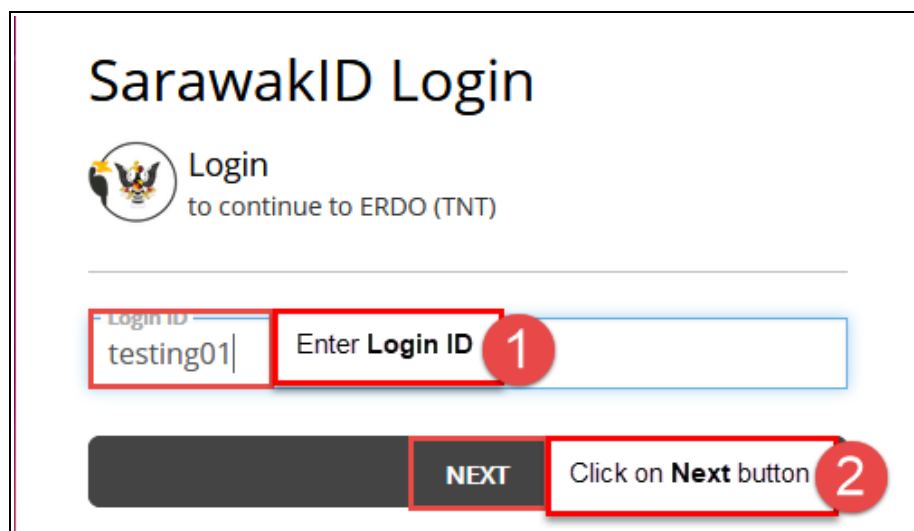 SarawakID Login
Login
to continue to ERDO (TNT)
Login ID
testing01
Enter Login ID
1
NEXT
Click on Next button
2